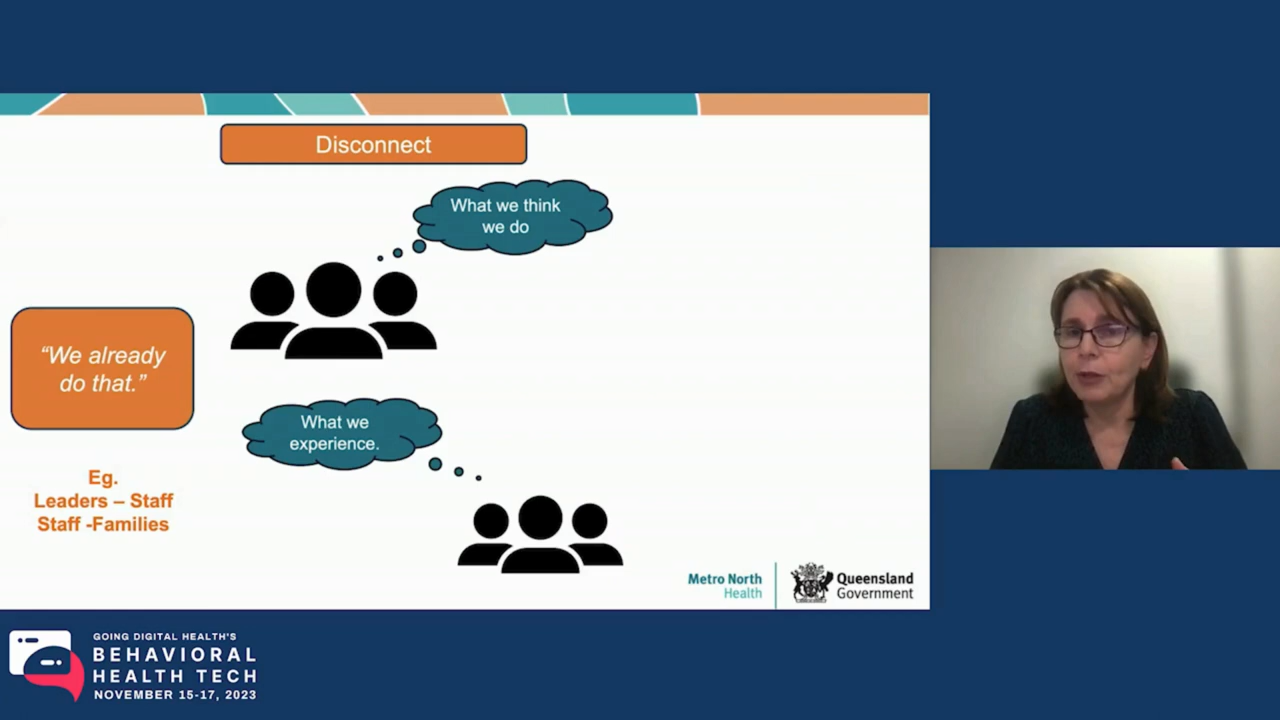 Disconnect
What we think
we do
“We already
do that.”
What we
experience.
Eg.
Leaders – Staff
Staff -Families
Metro North
Health
Queensland
Government
GOING DIGITAL HEALTH'S
BEHAVIORAL
HEALTH TECH
NOVEMBER 15-17, 2023